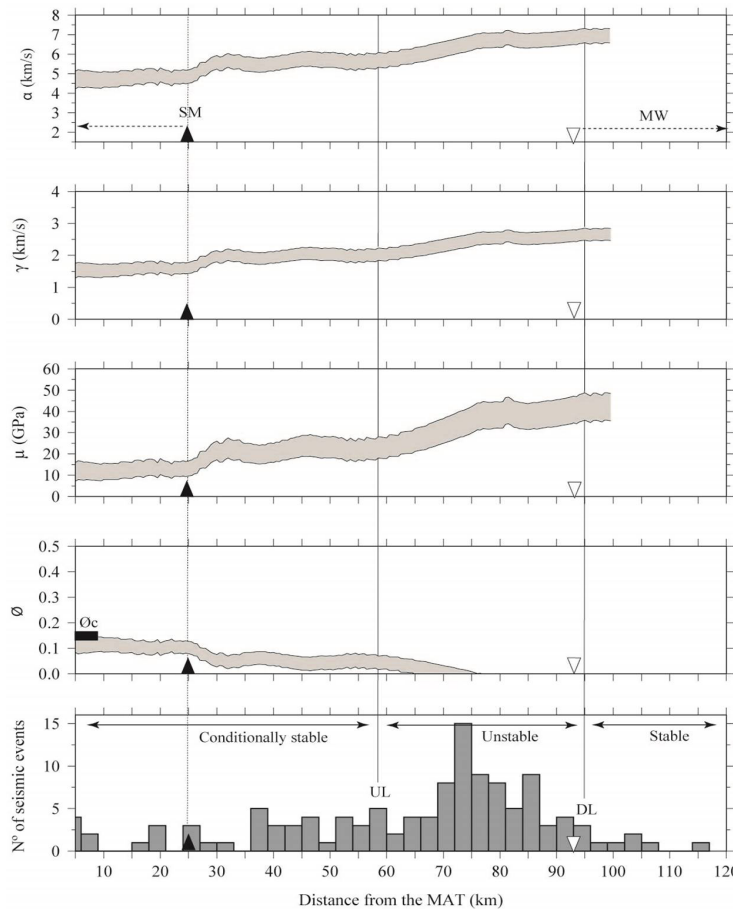 α (km/s)
8
7
6
5
4
3
2
SM
MW
γ (km/s)
4
3
2
1
0
μ (GPa)
60
50
40
30
20
10
0
Ø
0.5
0.4
0.3
0.2
0.1
0.0
Øc
Nº of seismic events
15
10
5
0
Conditionally stable
Unstable
Stable
UL
DL
10 20 30 40 50 60 70 80 90 100 110 120
Distance from the MAT (km)